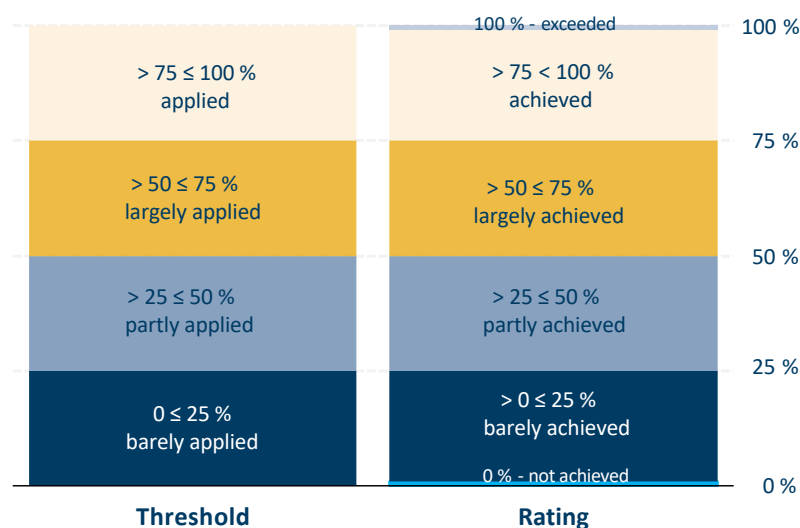 100 % - exceeded
100 %
> 75 ≤ 100 %
applied
> 75 < 100 %
achieved
75 %
> 50 ≤ 75 %
largely applied
> 50 ≤ 75 %
largely achieved
50 %
> 25 ≤ 50 %
partly applied
> 25 ≤ 50 %
partly achieved
25 %
0 ≤ 25 %
barely applied
> 0 ≤ 25 %
barely achieved
0 % - not achieved
0 %
Threshold
Rating